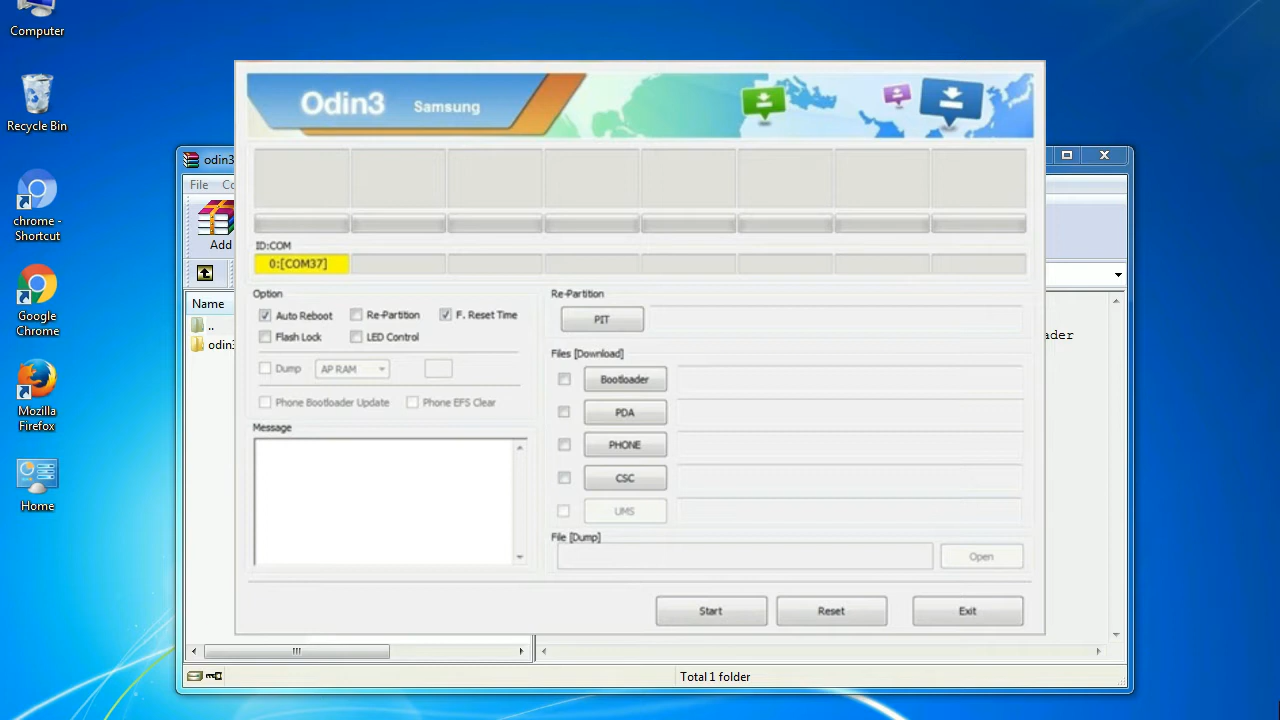 Computer
Recycle Bin
chrome -
Shortcut
Google
Chrome
Mozilla
Firefox
Home
odin3
File
Add
Name
..
odin3
Odin3 Samsung
ID:COM
0:[COM37]
Option
Auto Reboot Re-Partition F. Reset Time
Flash Lock LED Control
Dump AP RAM
Phone Bootloader Update Phone EFS Clear
Message
Re-Partition
PIT
Files [Download]
Bootloader
PDA
PHONE
CSC
UMS
File [Dump]
Open
Start Reset Exit
Total 1 folder